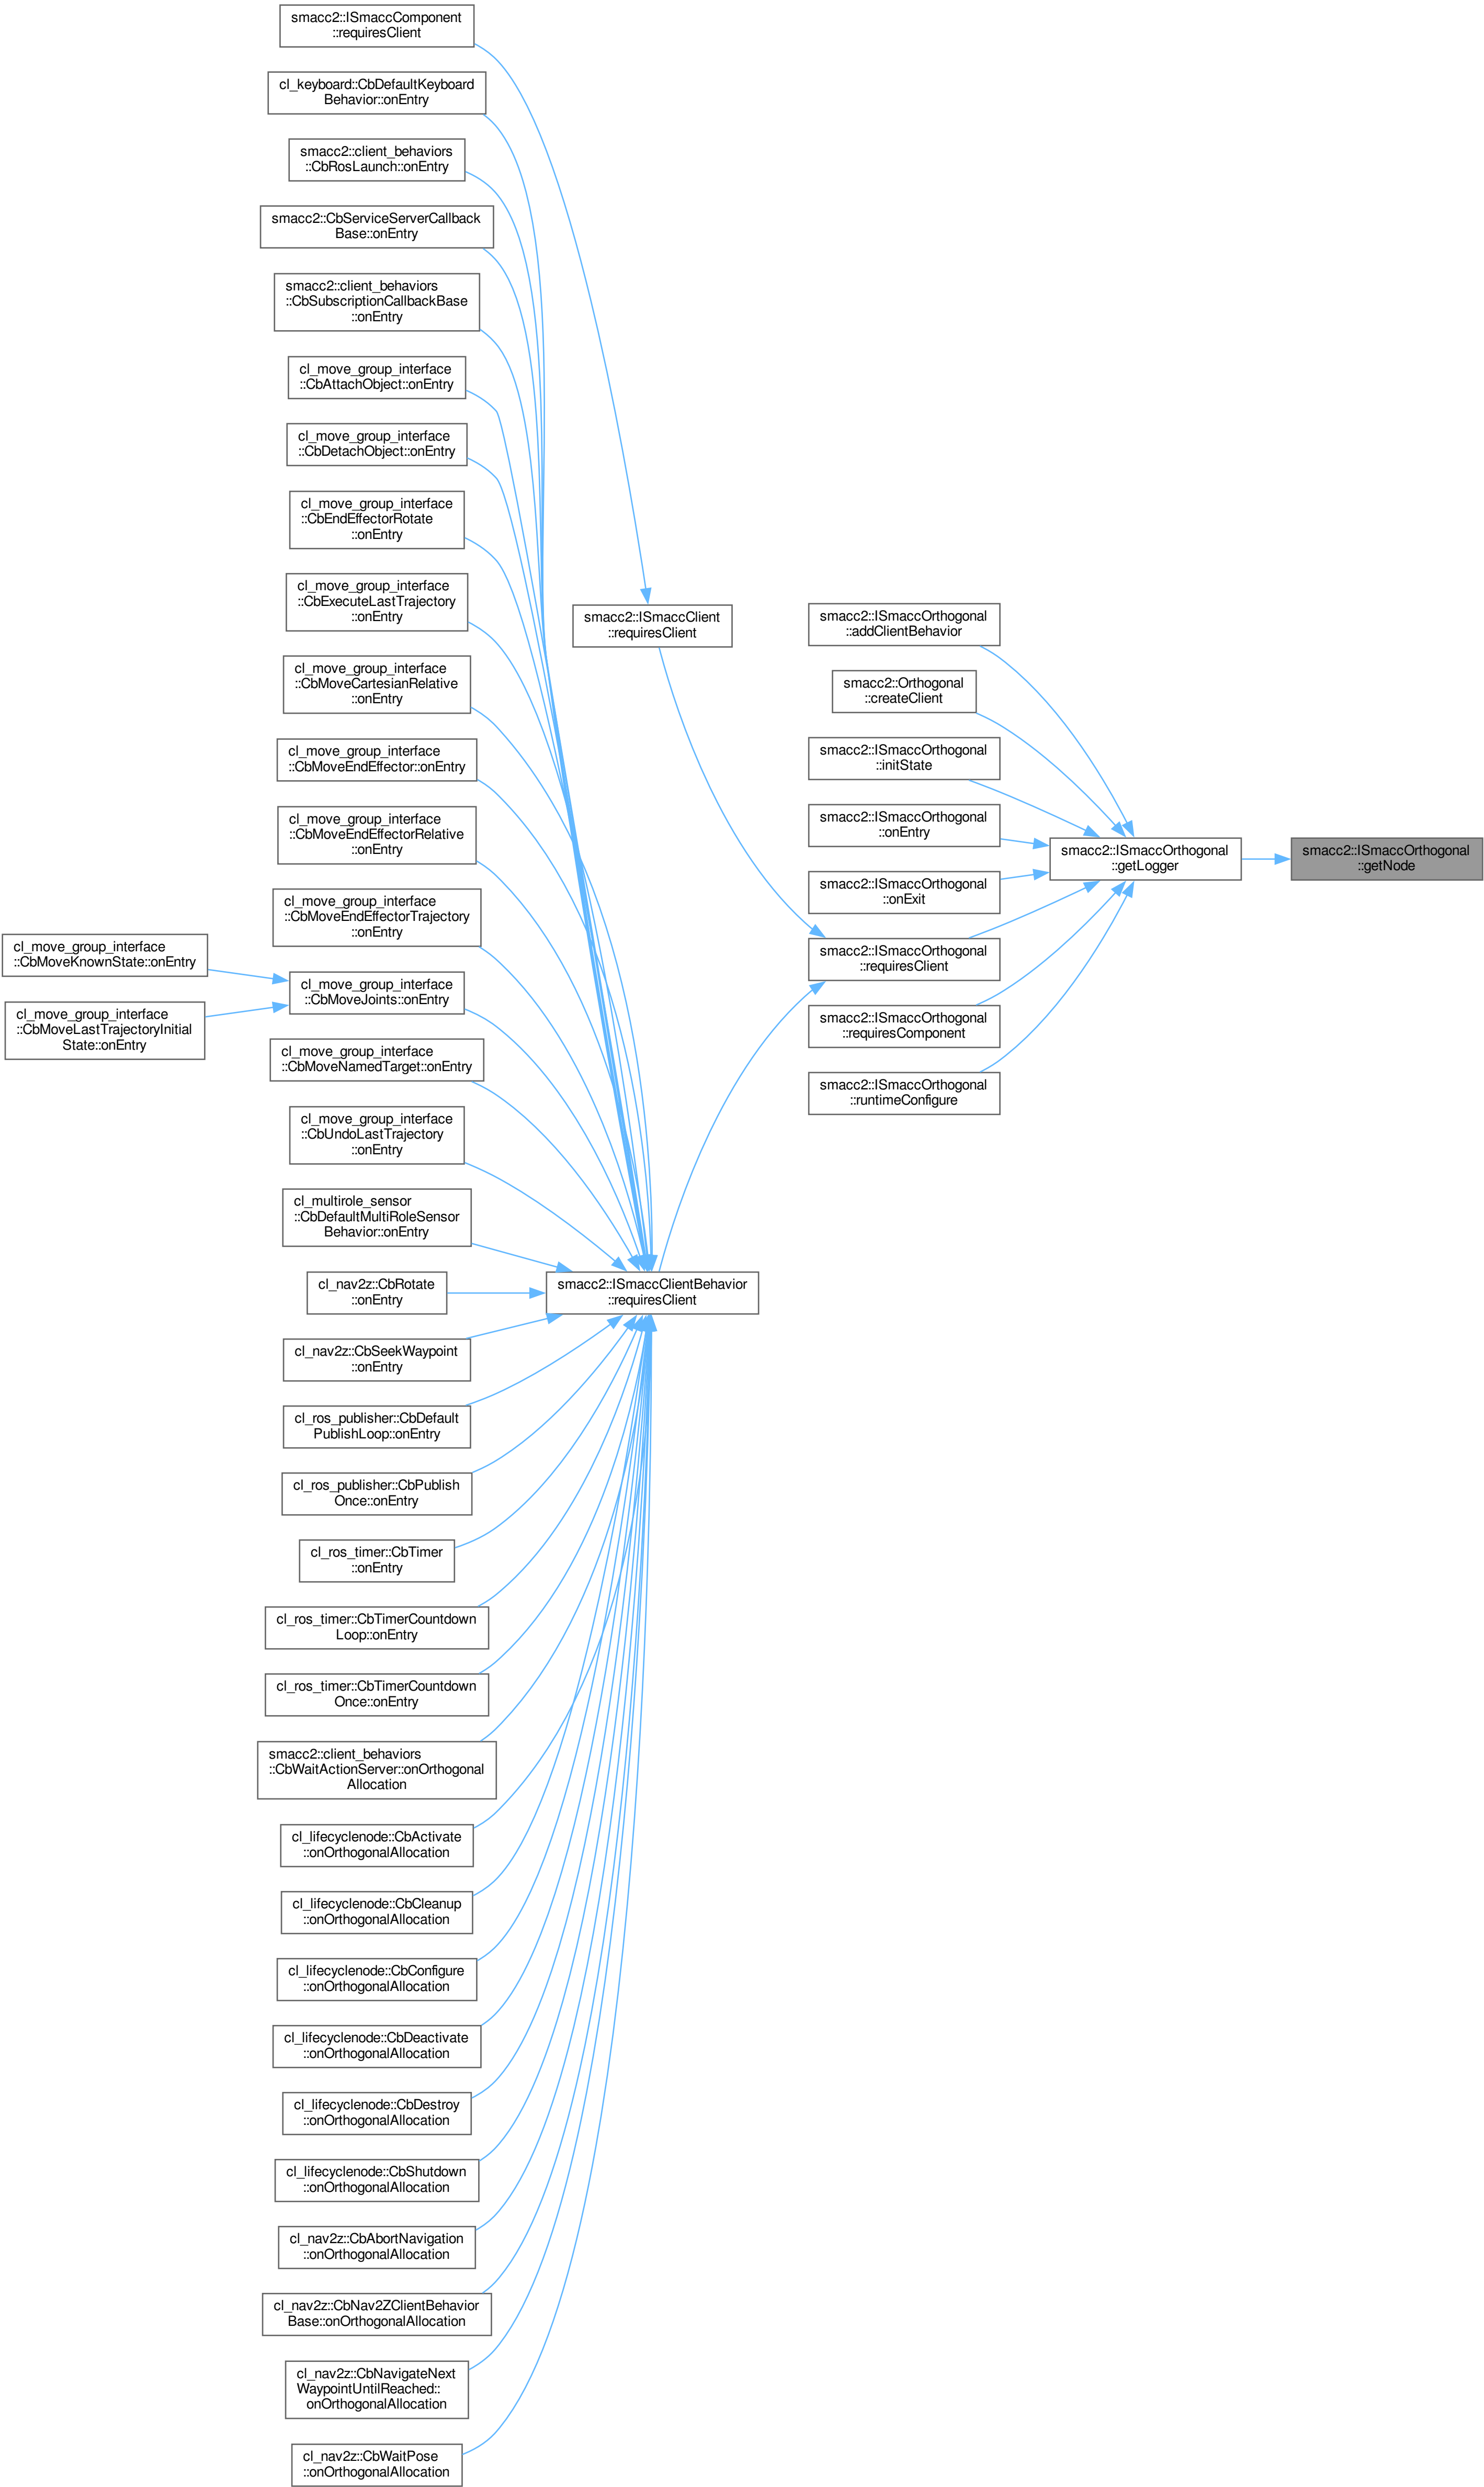 smacc2::ISmaccComponent
::requiresClient
cl_keyboard::CbDefaultKeyboard
Behavior::onEntry
smacc2::client_behaviors
::CbRosLaunch::onEntry
smacc2::CbServiceServerCallback
Base::onEntry
smacc2::client_behaviors
::CbSubscriptionCallbackBase
::onEntry
cl_move_group_interface
::CbAttachObject::onEntry
cl_move_group_interface
::CbDetachObject::onEntry
cl_move_group_interface
::CbEndEffectorRotate
::onEntry
cl_move_group_interface
::CbExecuteLastTrajectory
::onEntry
cl_move_group_interface
::CbMoveCartesianRelative
::onEntry
cl_move_group_interface
::CbMoveEndEffector::onEntry
cl_move_group_interface
::CbMoveEndEffectorRelative
::onEntry
cl_move_group_interface
::CbMoveEndEffectorTrajectory
::onEntry
cl_move_group_interface
::CbMoveKnownState::onEntry
cl_move_group_interface
::CbMoveLastTrajectoryInitial
State::onEntry
cl_move_group_interface
::CbMoveJoints::onEntry
cl_move_group_interface
::CbMoveNamedTarget::onEntry
cl_move_group_interface
::CbUndoLastTrajectory
::onEntry
cl_multirole_sensor
::CbDefaultMultiRoleSensor
Behavior::onEntry
cl_nav2z::CbRotate
::onEntry
cl_nav2z::CbSeekWaypoint
::onEntry
cl_ros_publisher::CbDefault
PublishLoop::onEntry
cl_ros_publisher::CbPublish
Once::onEntry
cl_ros_timer::CbTimer
::onEntry
cl_ros_timer::CbTimerCountdown
Loop::onEntry
cl_ros_timer::CbTimerCountdown
Once::onEntry
smacc2::client_behaviors
::CbWaitActionServer::onOrthogonal
Allocation
cl_lifecyclenode::CbActivate
::onOrthogonalAllocation
cl_lifecyclenode::CbCleanup
::onOrthogonalAllocation
cl_lifecyclenode::CbConfigure
::onOrthogonalAllocation
cl_lifecyclenode::CbDeactivate
::onOrthogonalAllocation
cl_lifecyclenode::CbDestroy
::onOrthogonalAllocation
cl_lifecyclenode::CbShutdown
::onOrthogonalAllocation
cl_nav2z::CbAbortNavigation
::onOrthogonalAllocation
cl_nav2z::CbNav2ZClientBehavior
Base::onOrthogonalAllocation
cl_nav2z::CbNavigateNext
WaypointUntilReached::
onOrthogonalAllocation
cl_nav2z::CbWaitPose
::onOrthogonalAllocation
smacc2::ISmaccClient
::requiresClient
smacc2::ISmaccClientBehavior
::requiresClient
smacc2::ISmaccOrthogonal
::addClientBehavior
smacc2::Orthogonal
::createClient
smacc2::ISmaccOrthogonal
::initState
smacc2::ISmaccOrthogonal
::onEntry
smacc2::ISmaccOrthogonal
::onExit
smacc2::ISmaccOrthogonal
::requiresClient
smacc2::ISmaccOrthogonal
::requiresComponent
smacc2::ISmaccOrthogonal
::runtimeConfigure
smacc2::ISmaccOrthogonal
::getLogger
smacc2::ISmaccOrthogonal
::getNode